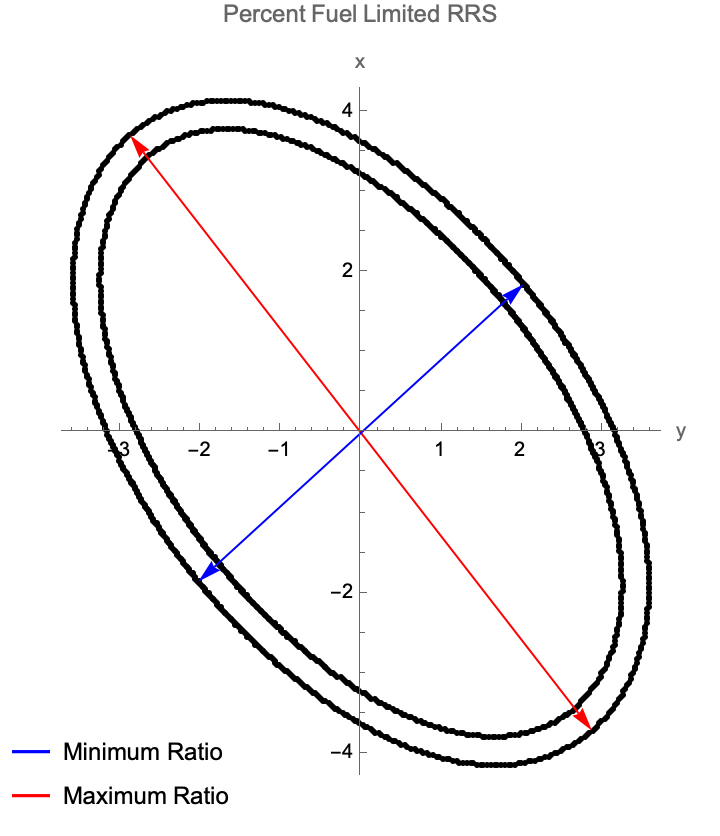 Percent Fuel Limited RRS
x
4
2
-3 -2 -1 1 2 3 y
-2
-4
Minimum Ratio
Maximum Ratio